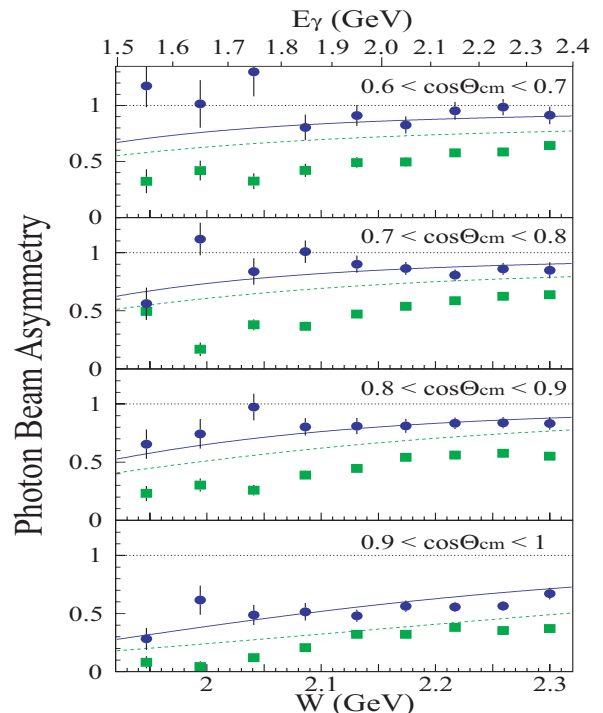 Eγ (GeV)
1.5 1.6 1.7 1.8 1.9 2.0 2.1 2.2 2.3 2.4
0.6 < cosΘcm < 0.7
1
0.5
0
0.7 < cosΘcm < 0.8
1
0.5
0
0.8 < cosΘcm < 0.9
1
0.5
0
0.9 < cosΘcm < 1
1
0.5
0
Photon Beam Asymmetry
2 2.1 2.2 2.3
W (GeV)